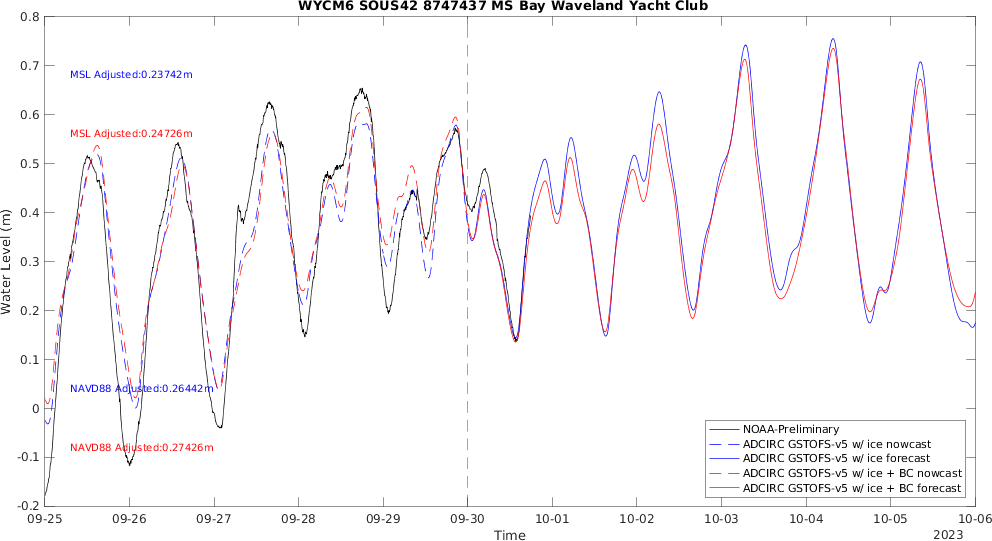 WYCM6 SOUS42 8747437 MS Bay Waveland Yacht Club
0.8
0.7
0.6
0.5
0.4
0.3
0.2
0.1
0
-0.1
-0.2
Water Level (m)
MSL Adjusted:0.23742m
MSL Adjusted:0.24726m
NAVD88 Adjusted:0.26442m
NAVD88 Adjusted:0.27426m
NOAA-Preliminary
ADCIRC GSTOFS-v5 w/ ice nowcast
ADCIRC GSTOFS-v5 w/ ice forecast
ADCIRC GSTOFS-v5 w/ ice + BC nowcast
ADCIRC GSTOFS-v5 w/ ice + BC forecast
09-25 09-26 09-27 09-28 09-29 09-30 10-01 10-02 10-03 10-04 10-05 10-06
Time
2023